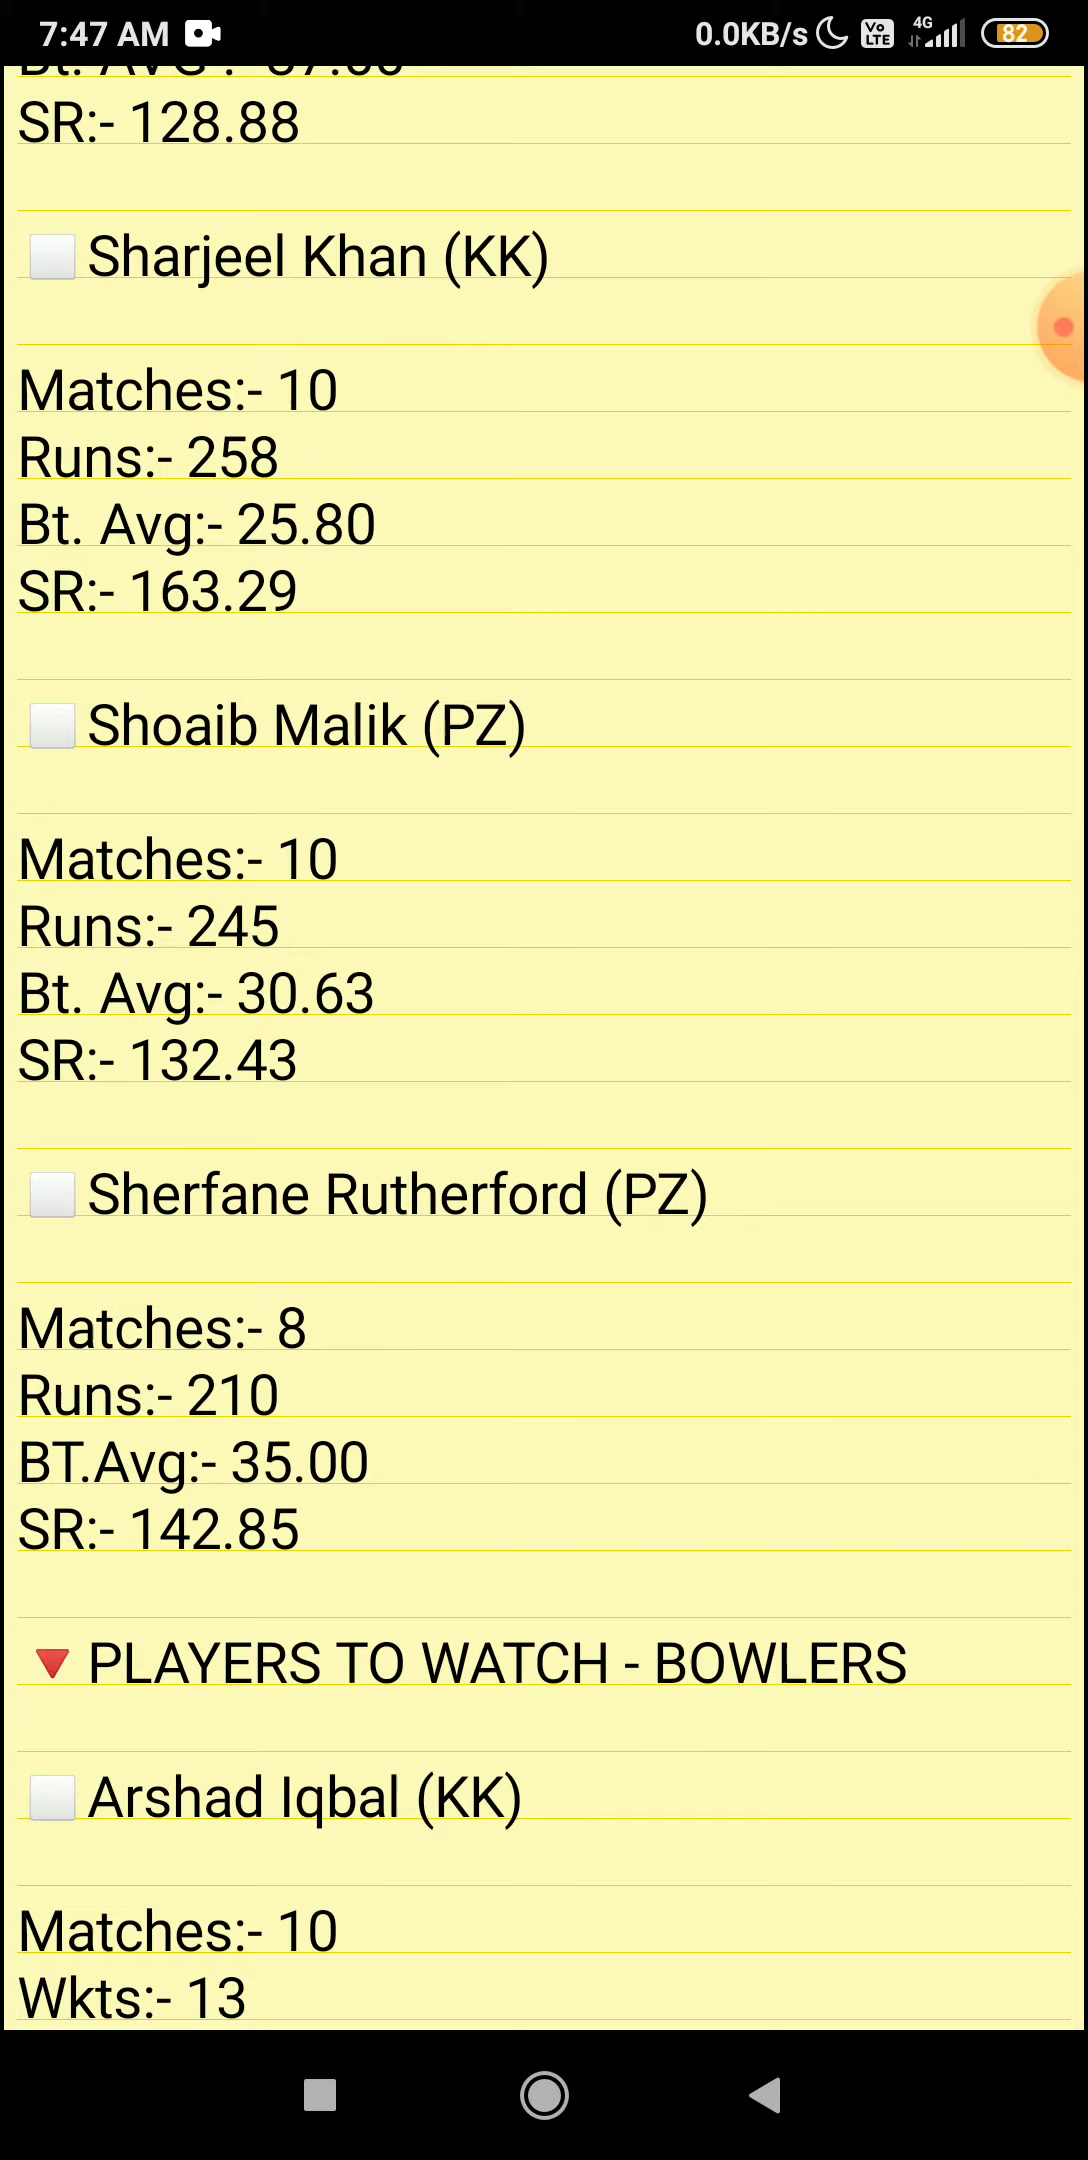 7:47 AM 0.0KB/s Vo LTE 4G 82
SR:- 128.88
Sharjeel Khan (KK)
Matches:- 10
Runs:- 258
Bt. Avg:- 25.80
SR:- 163.29
Shoaib Malik (PZ)
Matches:- 10
Runs:- 245
Bt. Avg:- 30.63
SR:- 132.43
Sherfane Rutherford (PZ)
Matches:- 8
Runs:- 210
BT.Avg:- 35.00
SR:- 142.85
PLAYERS TO WATCH - BOWLERS
Arshad Iqbal (KK)
Matches:- 10
Wkts:- 13